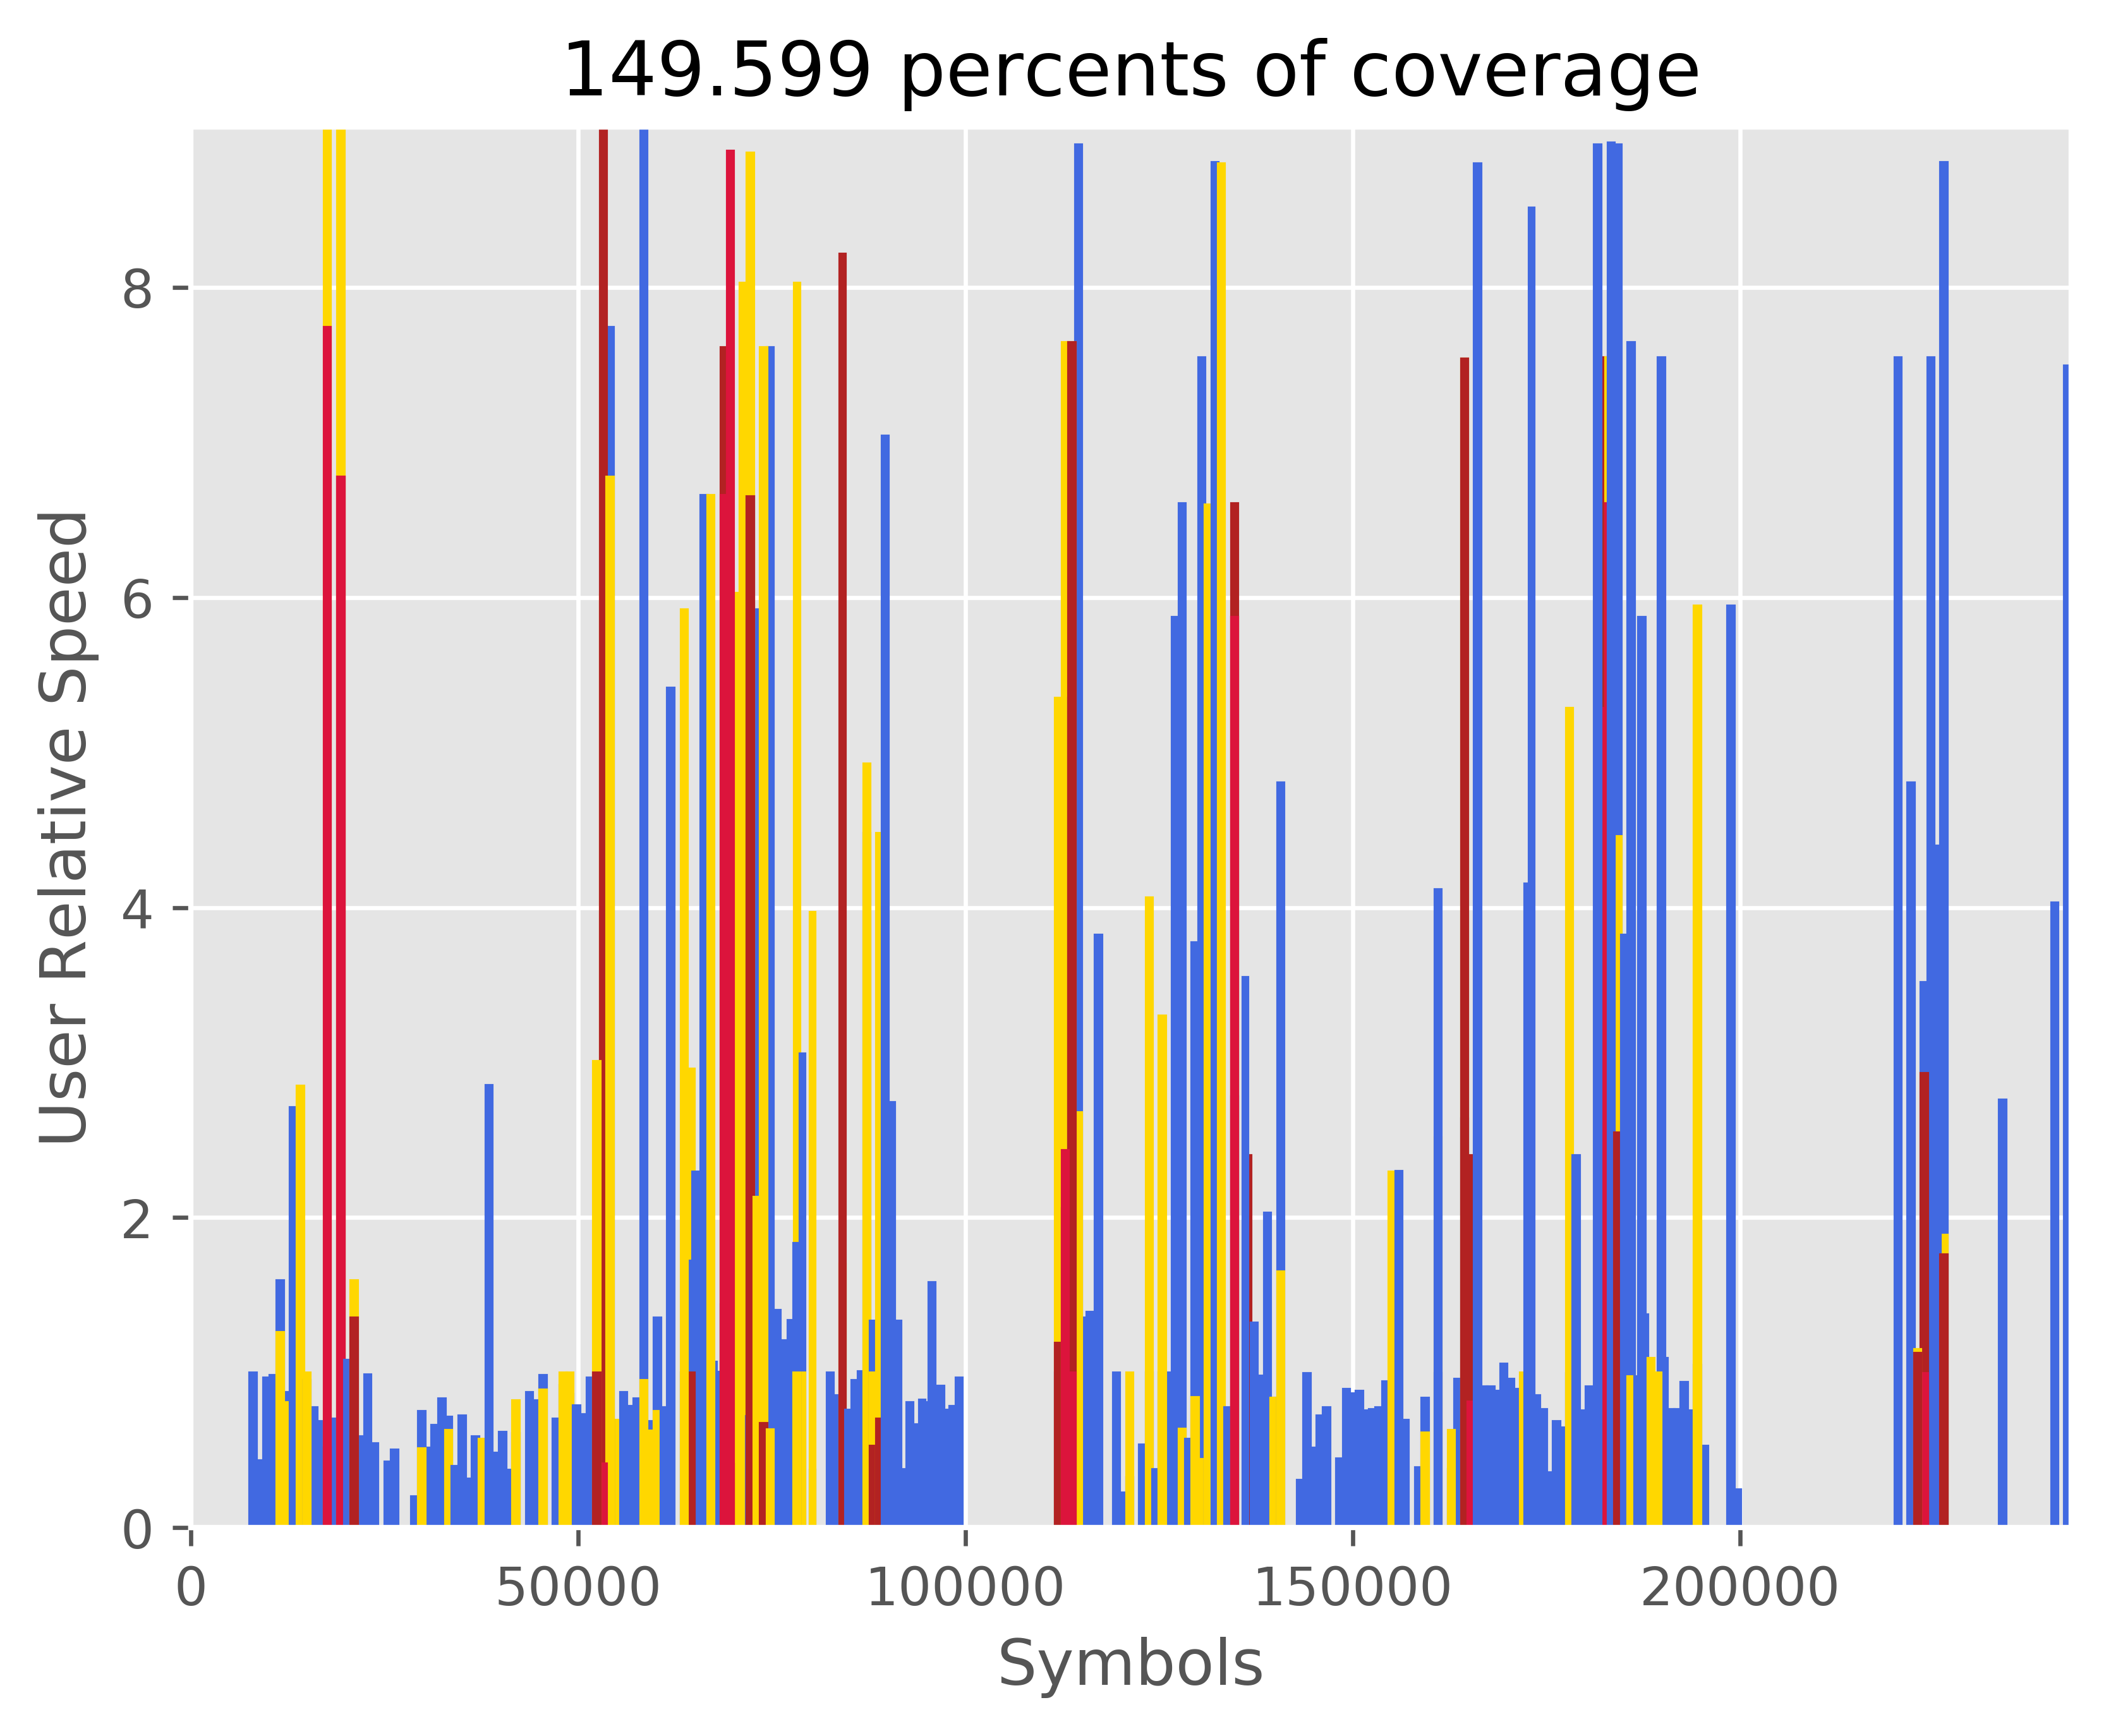 149.599 percents of coverage
User Relative Speed
8
6
4
2
0
0 50000 100000 150000 200000
Symbols